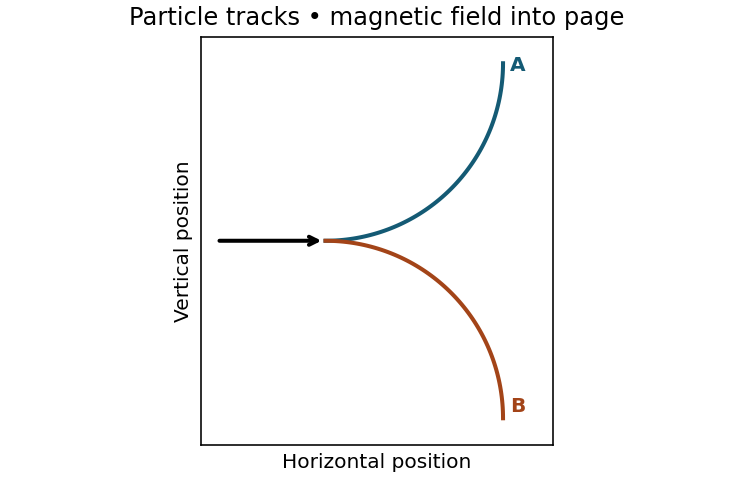 Particle tracks • magnetic field into page
A
Vertical position
B
Horizontal position